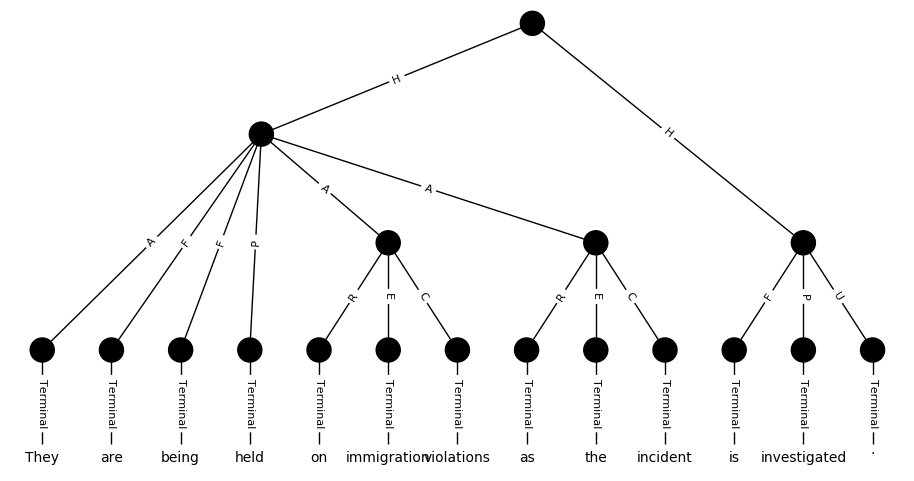 H
H
A
A
A F F P
R E C R E C F P U
Terminal Terminal Terminal Terminal Terminal Terminal Terminal Terminal Terminal Terminal Terminal Terminal Terminal
They are being held on immigration violations as the incident is investigated .